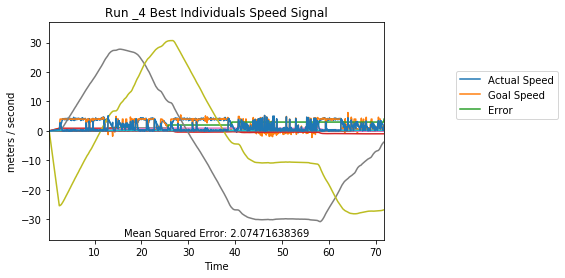 Run _4 Best Individuals Speed Signal
meters / second
30
20
10
0
−10
−20
−30
Mean Squared Error: 2.07471638369
10 20 30 40 50 60 70
Time
Actual Speed
Goal Speed
Error